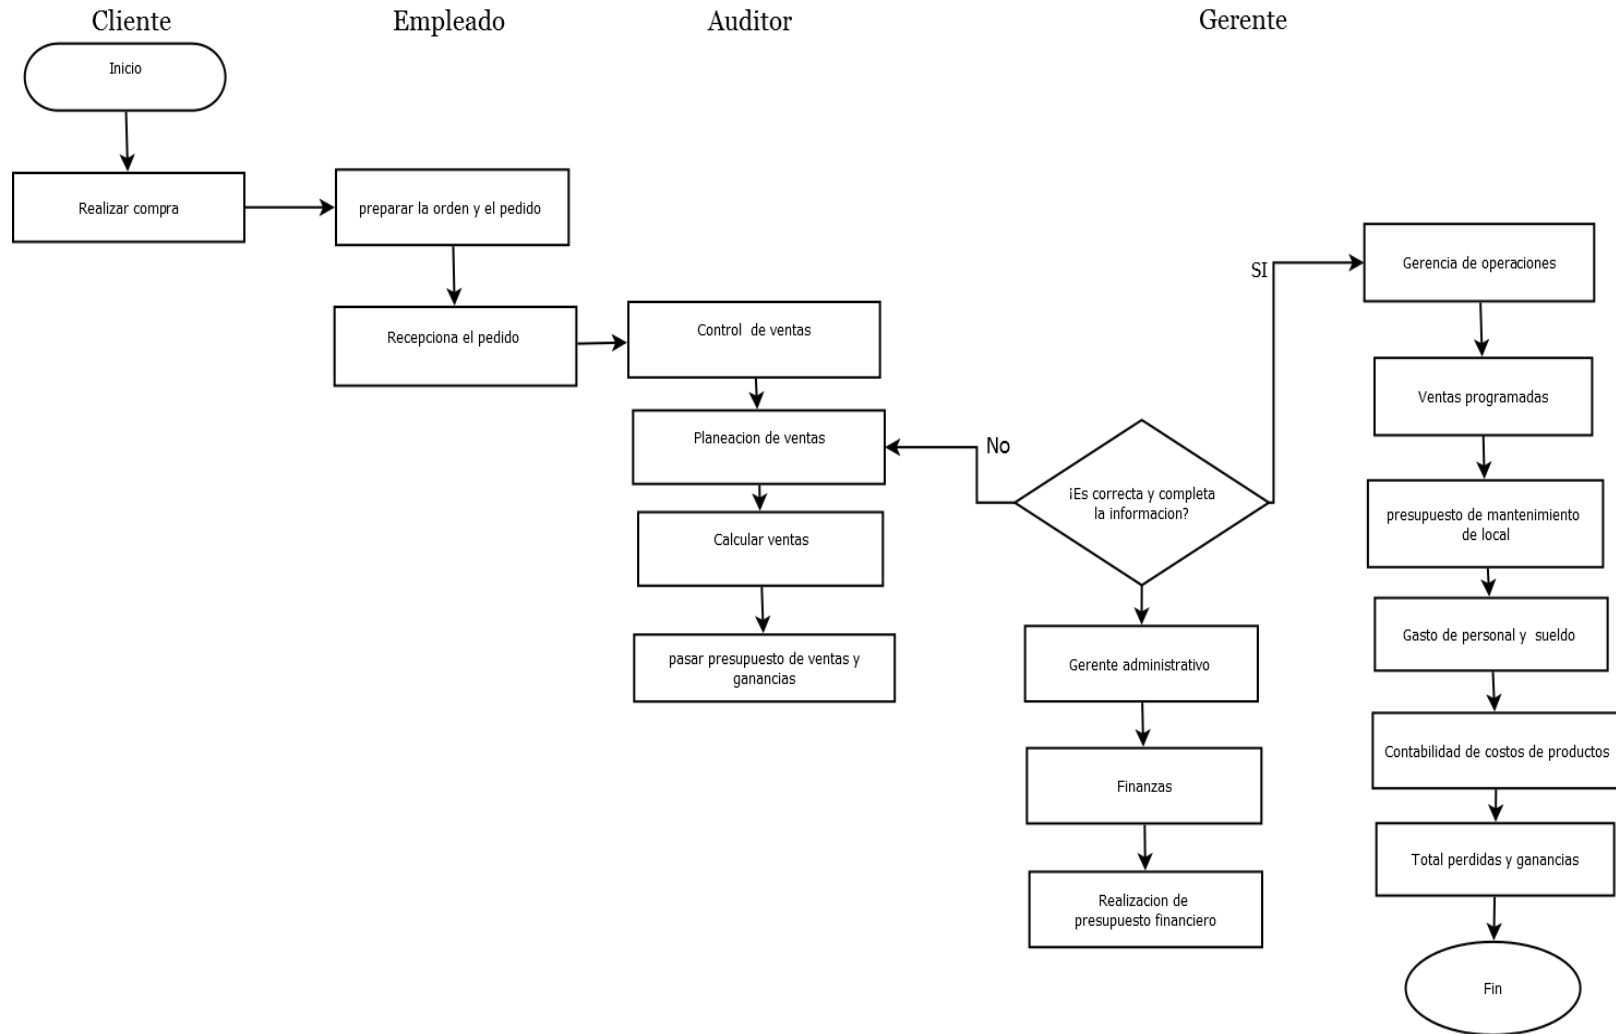 Cliente
Empleado
Auditor
Gerente
Inicio
Realizar compra
preparar la orden y el pedido
Recepciona el pedido
Control de ventas
Planeacion de ventas
Calcular ventas
pasar presupuesto de ventas y
ganancias
No
SI
¡Es correcta y completa
la informacion?
Gerente administrativo
Finanzas
Realizacion de
presupuesto financiero
Gerencia de operaciones
Ventas programadas
presupuesto de mantenimiento
de local
Gasto de personal y sueldo
Contabilidad de costos de productos
Total perdidas y ganancias
Fin